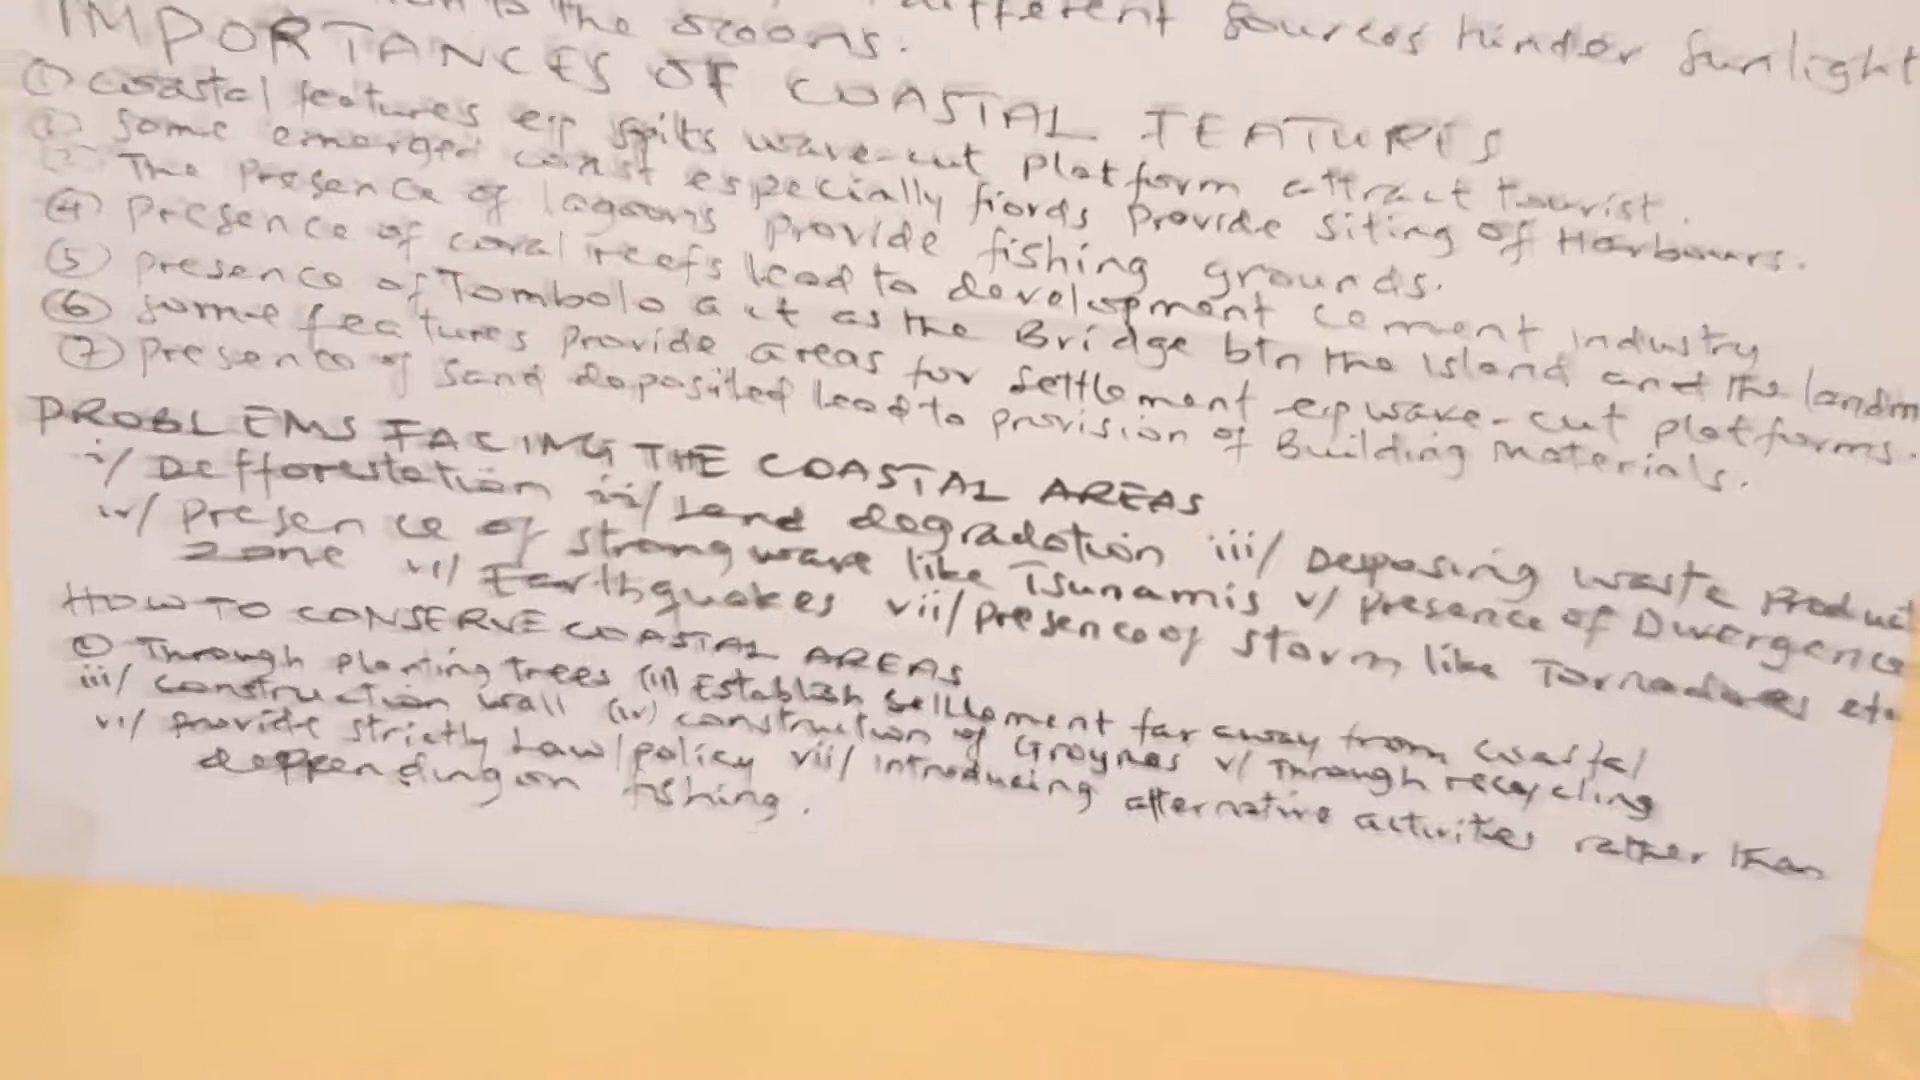 to the ocoons. different sources hinder sunlight
IMPORTANCES OF COASTAL FEATURES
① Coastal features eg spits wave-cut platform attract tourist.
② Some emerged coast especially fiords provide siting of Harbours.
③ The presence of lagoons provide fishing grounds.
④ presence of coral reefs lead to development cement industry
⑤ presence of Tombolo act as the Bridge btn the Island and the landm
⑥ some features provide areas for settlement eg wave-cut platforms.
⑦ presence of sand deposited lead to provision of Building materials.
PROBLEMS FACING THE COASTAL AREAS
i/ Defforestation ii/ Land degradation iii/ Desposing waste product
iv/ presence of strong wave like Tsunamis v/ presence of Divergence
zone vi/ Earthquakes vii/ presence of storm like Tornadoes etc
HOW TO CONSERVE COASTAL AREAS
① Through planting trees (ii) Establish settlement far away from coastal
iii/ construction wall (iv) construction of Groynes v/ Through recycling
vi/ provide strictly Law/policy vii/ introducing alternative activities rather than
deppending on fishing.